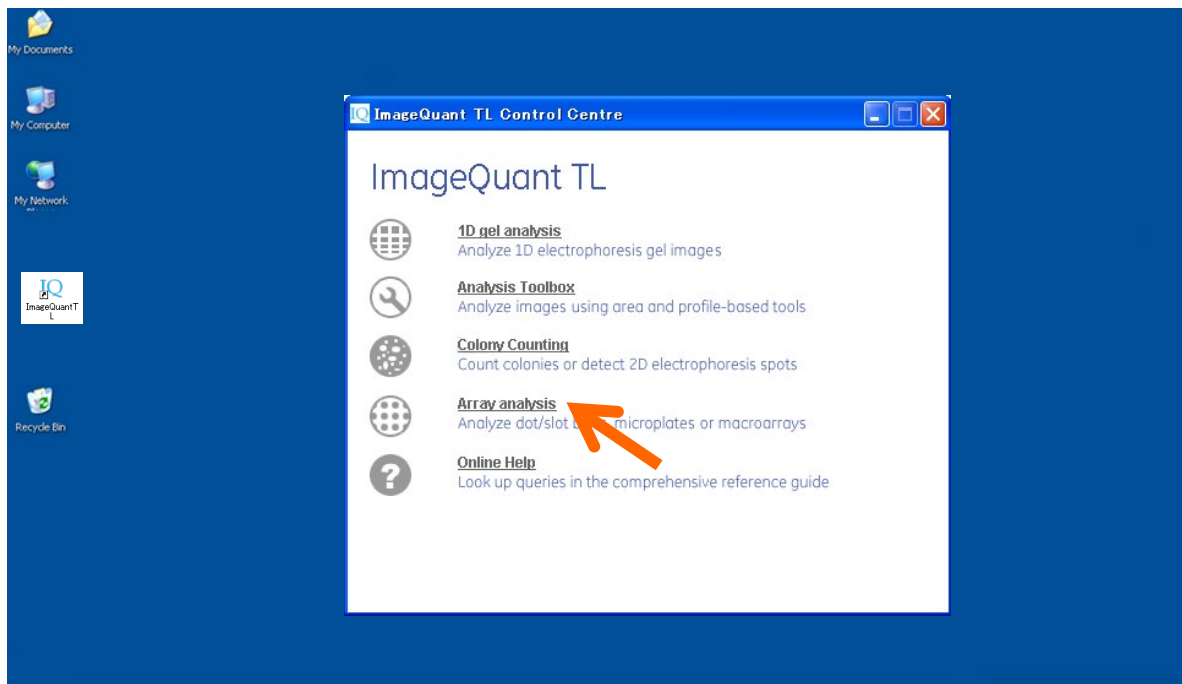 My Documents
My Computer
My Network
IQ
ImageQuantT
L
Recycle Bin
IQ ImageQuant TL Control Centre
ImageQuant TL
1D gel analysis
Analyze 1D electrophoresis gel images
Analysis Toolbox
Analyze images using area and profile-based tools
Colony Counting
Count colonies or detect 2D electrophoresis spots
Array analysis
Analyze dot/slot microplates or macroarrays
?
Online Help
Look up queries in the comprehensive reference guide